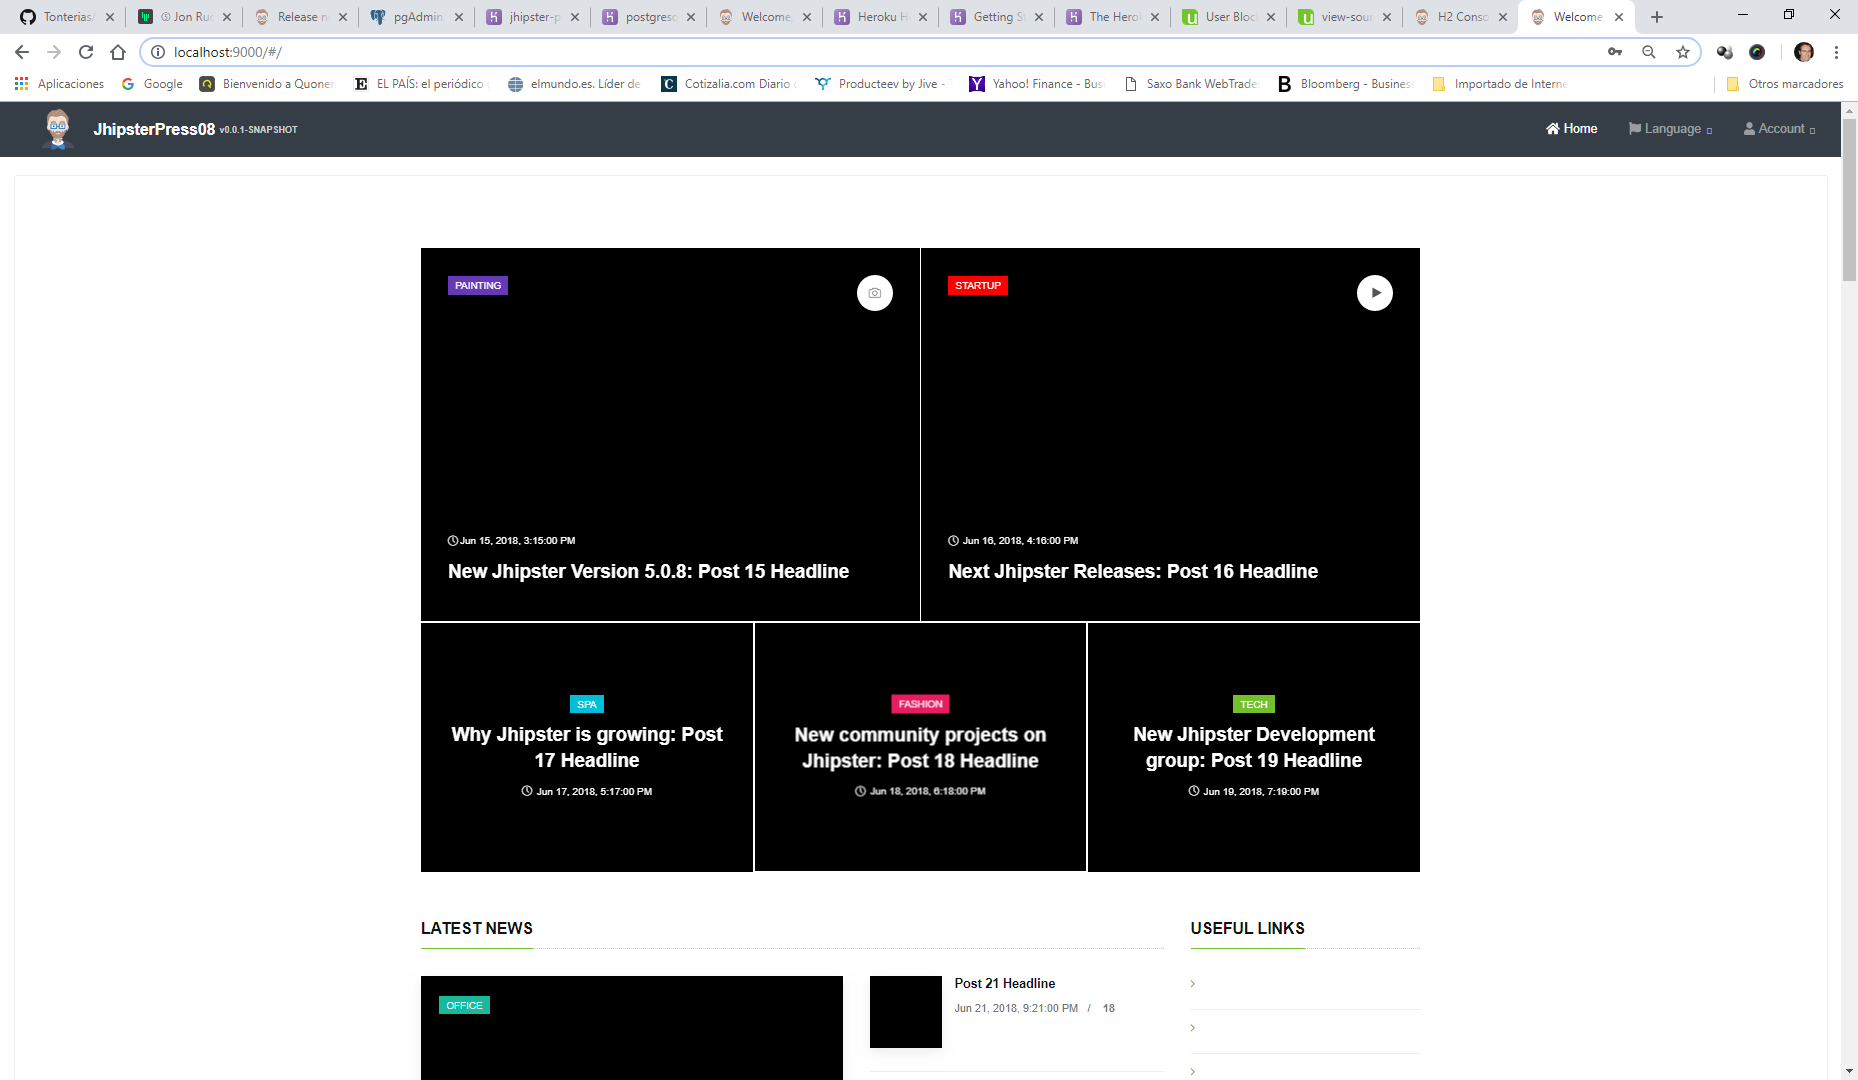 Tonterias/
Jon Ruc
Release n
pgAdmin
jhipster-p
postgresq
Welcome,
Heroku H
Getting St
The Herok
User Bloc
view-sour
H2 Conso
Welcome,
localhost:9000/#/
Aplicaciones
Google
Bienvenido a Quoner
EL PAÍS: el periódico
elmundo.es. Líder de
Cotizalia.com Diario
Producteev by Jive -
Yahoo! Finance - Bus
Saxo Bank WebTrade
Bloomberg - Business
Importado de Interne
Otros marcadores
JhipsterPress08 v0.0.1-SNAPSHOT
Home
Language
Account
PAINTING
STARTUP
Jun 15, 2018, 3:15:00 PM
New Jhipster Version 5.0.8: Post 15 Headline
Jun 16, 2018, 4:16:00 PM
Next Jhipster Releases: Post 16 Headline
SPA
Why Jhipster is growing: Post
17 Headline
Jun 17, 2018, 5:17:00 PM
FASHION
New community projects on
Jhipster: Post 18 Headline
Jun 18, 2018, 6:18:00 PM
TECH
New Jhipster Development
group: Post 19 Headline
Jun 19, 2018, 7:19:00 PM
LATEST NEWS
OFFICE
Post 21 Headline
Jun 21, 2018, 9:21:00 PM / 18
USEFUL LINKS